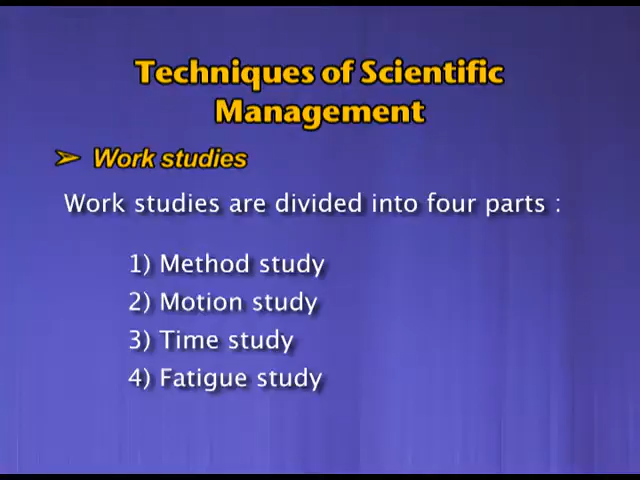 Techniques of Scientific
Management
➢ Work studies
Work studies are divided into four parts :
1) Method study
2) Motion study
3) Time study
4) Fatigue study